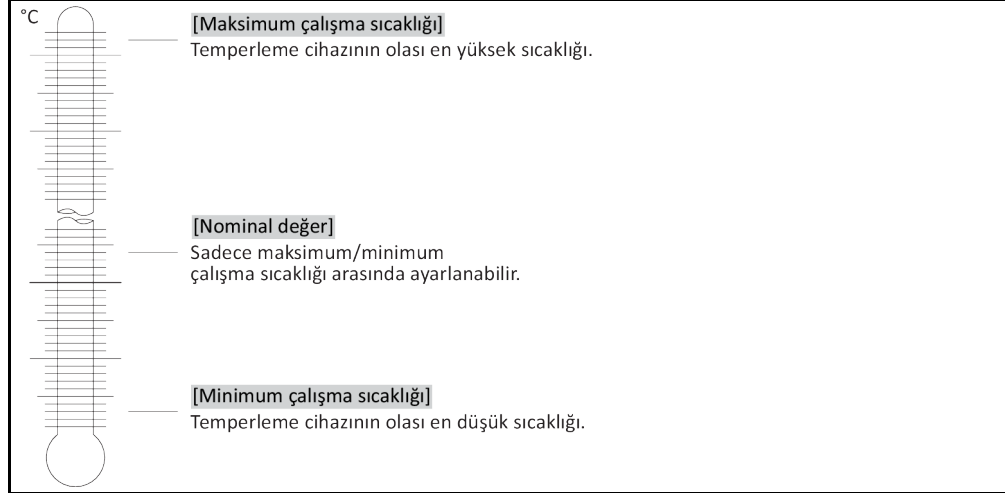 °C
[Maksimum çalışma sıcaklığı]
Temperleme cihazının olası en yüksek sıcaklığı.
[Nominal değer]
Sadece maksimum/minimum
çalışma sıcaklığı arasında ayarlanabilir.
[Minimum çalışma sıcaklığı]
Temperleme cihazının olası en düşük sıcaklığı.